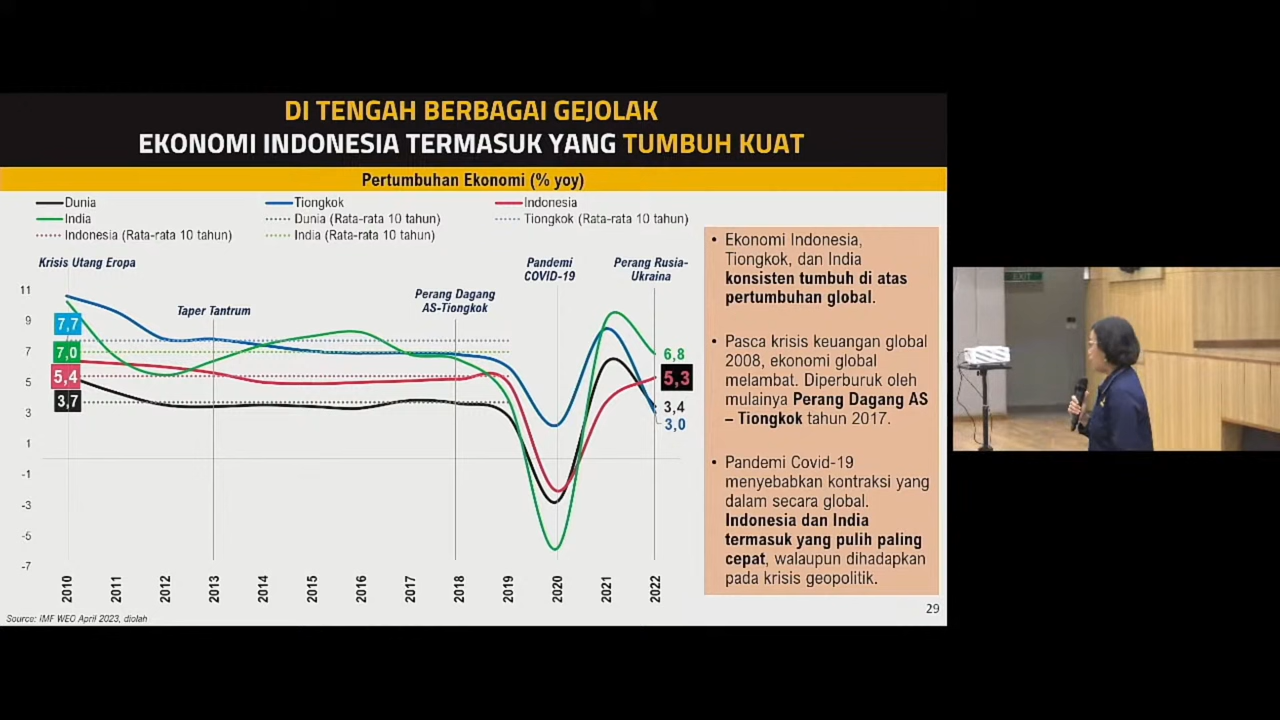 DI TENGAH BERBAGAI GEJOLAK
EKONOMI INDONESIA TERMASUK YANG TUMBUH KUAT
Pertumbuhan Ekonomi (% yoy)
Dunia
Tiongkok
Indonesia
India
Dunia (Rata-rata 10 tahun)
Tiongkok (Rata-rata 10 tahun)
Indonesia (Rata-rata 10 tahun)
India (Rata-rata 10 tahun)
Krisis Utang Eropa
Taper Tantrum
Perang Dagang
AS-Tiongkok
Pandemi
COVID-19
Perang Rusia-
Ukraina
11
9
7
5
3
1
-1
-3
-5
-7
7,7
7,0
5,4
3,7
6,8
5,3
3,4
3,0
2010
2011
2012
2013
2014
2015
2016
2017
2018
2019
2020
2021
2022
Source: IMF WEO April 2023, diolah
• Ekonomi Indonesia,
Tiongkok, dan India
konsisten tumbuh di atas
pertumbuhan global.
• Pasca krisis keuangan global
2008, ekonomi global
melambat. Diperburuk oleh
mulainya Perang Dagang AS
– Tiongkok tahun 2017.
• Pandemi Covid-19
menyebabkan kontraksi yang
dalam secara global.
Indonesia dan India
termasuk yang pulih paling
cepat, walaupun dihadapkan
pada krisis geopolitik.
29
EXIT